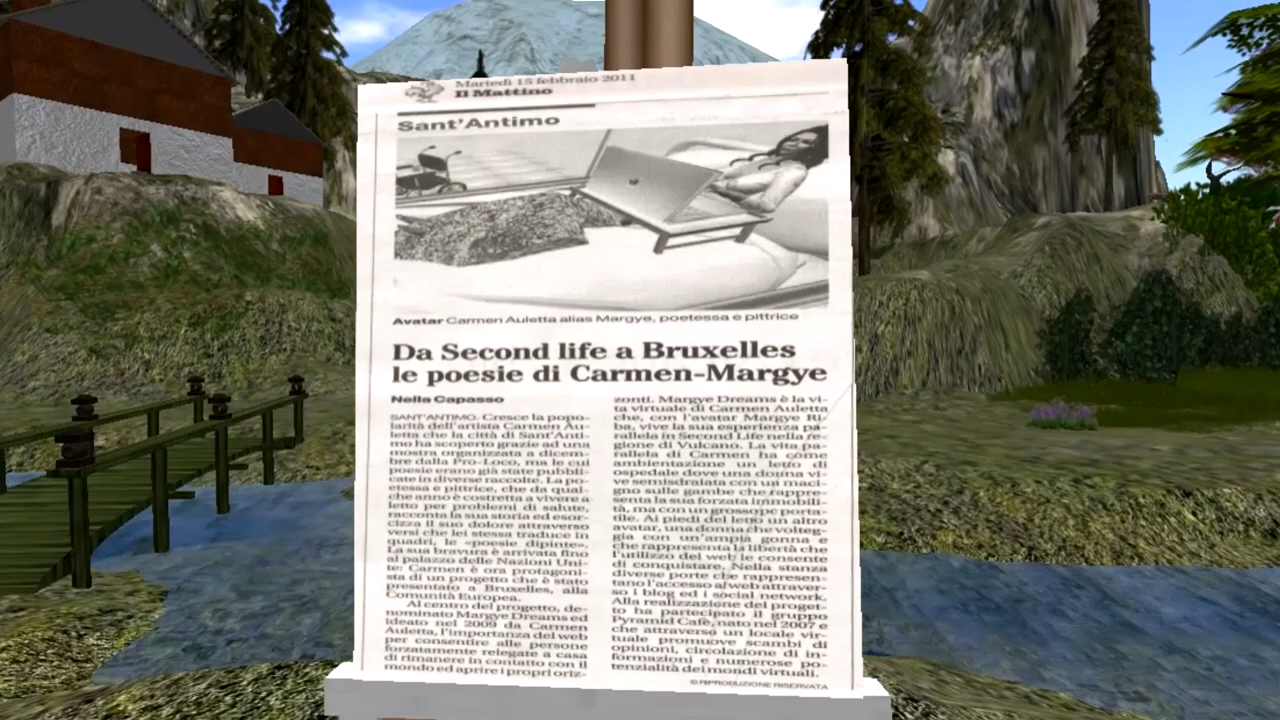 Martedì 15 febbraio 2011
Il Mattino
Sant'Antimo
Avatar Carmen Auletta alias Margye, poetessa e pittrice
Da Second life a Bruxelles
le poesie di Carmen-Margye
Nella Capasso
SANT'ANTIMO. Cresce la popo-
larità dell'artista Carmen Au-
letta che la città di Sant'Anti-
mo ha scoperto grazie ad una
mostra organizzata a dicem-
bre dalla Pro-Loco, ma le cui
poesie erano già state pubbli-
cate in diverse raccolte. La po-
etessa e pittrice, che da qual-
che anno è costretta a vivere a
letto per problemi di salute,
racconta la sua storia ed esor-
cizza il suo dolore attraverso
versi che lei stessa traduce in
quadri, le «poesie dipinte».
La sua bravura è arrivata fino
al palazzo delle Nazioni Uni-
te: Carmen è ora protagoni-
sta di un progetto che è stato
presentato a Bruxelles, alla
Comunità Europea.
Al centro del progetto, de-
nominato Margye Dreams ed
ideato nel 2009 da Carmen
Auletta, l'importanza del web
per consentire alle persone
forzatamente relegate a casa
di rimanere in contatto con il
mondo ed aprire i propri oriz-
zonti. Margye Dreams è la vi-
ta virtuale di Carmen Auletta
che, con l'avatar Margye Ri-
ba, vive la sua esperienza pa-
rallela in Second Life nella re-
gione di Vulcano. La vita pa-
rallela di Carmen ha come
ambientazione un letto di
ospedale dove una donna vi-
ve semisdraiata con un maci-
gno sulle gambe che rappre-
senta la sua forzata immobili-
tà, ma con un grosso pc porta-
tile. Ai piedi del letto un altro
avatar, una donna che volteg-
gia con un'ampia gonna e
che rappresenta la libertà che
l'utilizzo del web le consente
di conquistare. Nella stanza
diverse porte che rappresen-
tano l'accesso al web attraver-
so i blog ed i social network.
Alla realizzazione del proget-
to ha partecipato il gruppo
Pyramid Cafè, nato nel 2007 e
che attraverso un locale vir-
tuale promuove scambi di
opinioni, circolazione di in-
formazioni e numerose po-
tenzialità dei mondi virtuali.
© RIPRODUZIONE RISERVATA